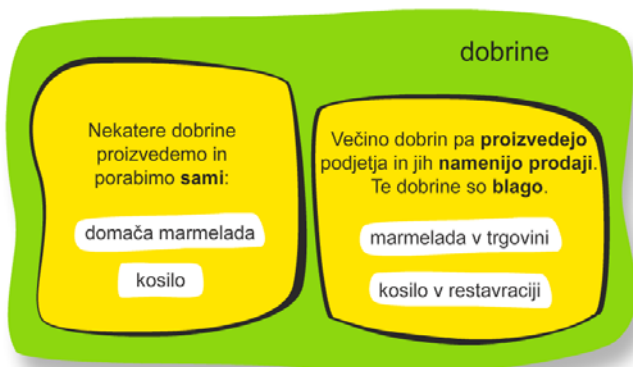 dobrine
Nekatere dobrine
proizvedemo in
porabimo sami:
domača marmelada
kosilo
Večino dobrin pa proizvedejo
podjetja in jih namenijo prodaji.
Te dobrine so blago.
marmelada v trgovini
kosilo v restavraciji